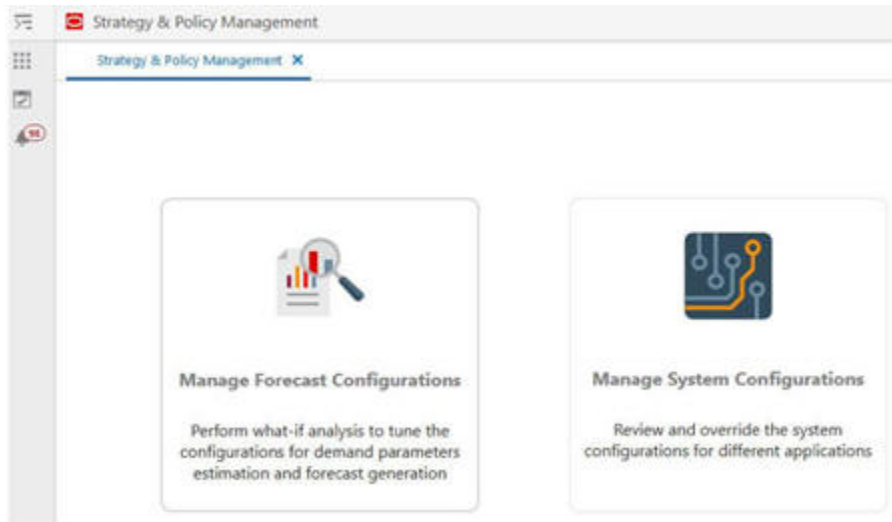 Strategy & Policy Management
Strategy & Policy Management X
Manage Forecast Configurations
Perform what-if analysis to tune the
configurations for demand parameters
estimation and forecast generation
Manage System Configurations
Review and override the system
configurations for different applications